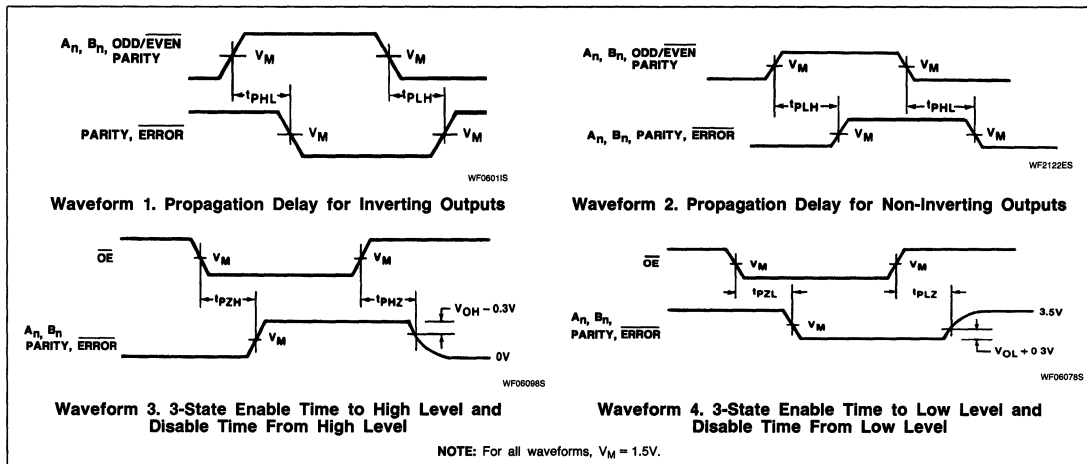 An, Bn, ODD/EVEN
PARITY
VM
VM
tPHL
tPLH
PARITY, ERROR
VM
VM
WF0601IS
Waveform 1. Propagation Delay for Inverting Outputs
An, Bn, ODD/EVEN
PARITY
VM
VM
tPLH
tPHL
An, Bn, PARITY, ERROR
VM
VM
WF2122ES
Waveform 2. Propagation Delay for Non-Inverting Outputs
OE
VM
VM
tPZH
tPHZ
VOH – 0.3V
An, Bn
PARITY, ERROR
VM
0V
WF06098S
Waveform 3. 3-State Enable Time to High Level and
Disable Time From High Level
OE
VM
VM
tPZL
tPLZ
An, Bn,
PARITY, ERROR
VM
3.5V
VOL + 0 3V
WF06078S
Waveform 4. 3-State Enable Time to Low Level and
Disable Time From Low Level
NOTE: For all waveforms, VM = 1.5V.